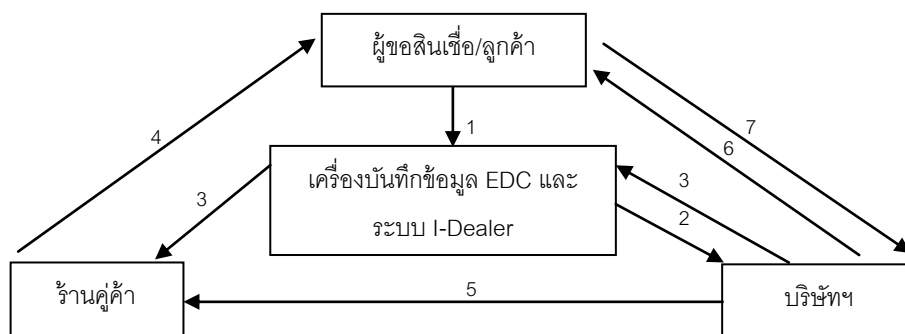 ผู้ขอสินเชื่อ/ลูกค้า
4
1
7
6
เครื่องบันทึกข้อมูล EDC และ
ระบบ I-Dealer
3
3
2
ร้านคู่ค้า
5
บริษัทฯ